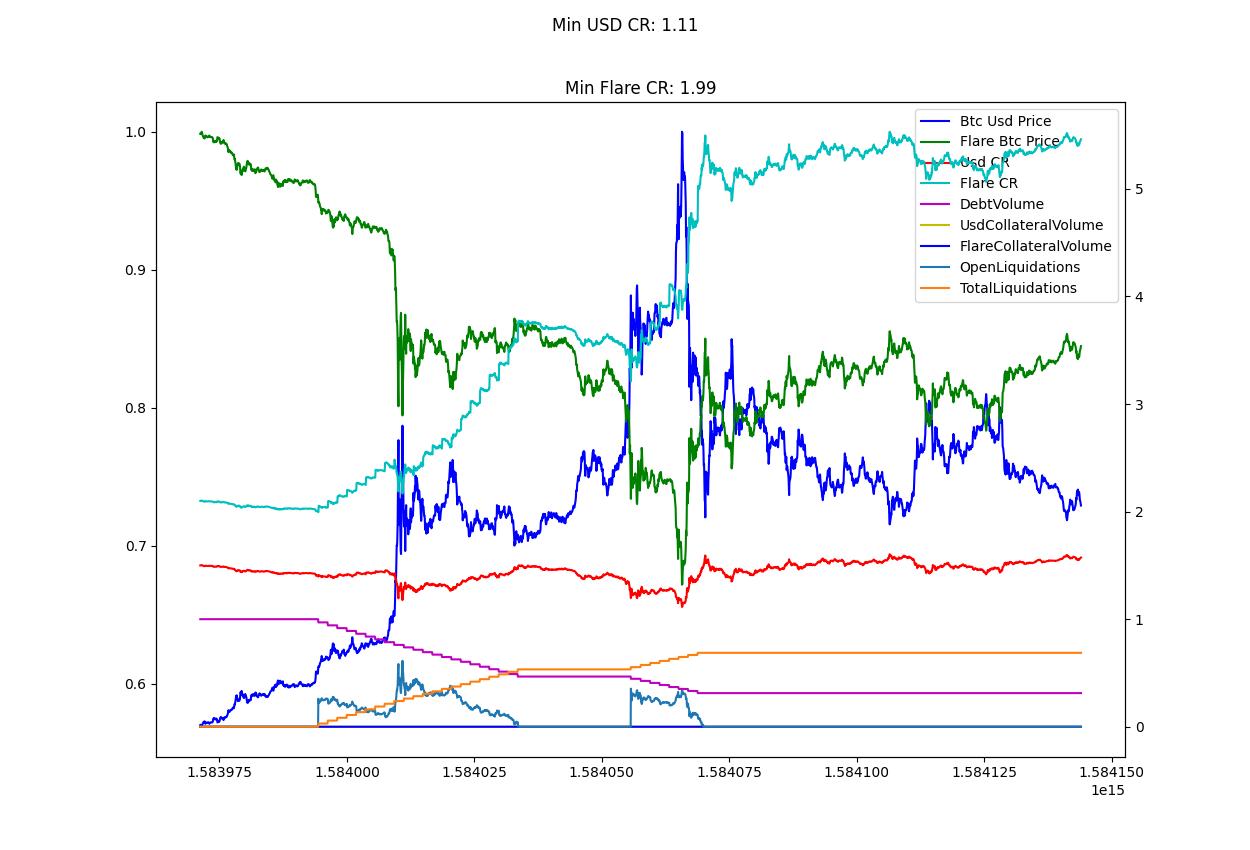 Min USD CR: 1.11
Min Flare CR: 1.99
Btc Usd Price
Flare Btc Price
Usd CR
Flare CR
DebtVolume
UsdCollateralVolume
FlareCollateralVolume
OpenLiquidations
TotalLiquidations
1.0
0.9
0.8
0.7
0.6
5
4
3
2
1
0
1.583975
1.584000
1.584025
1.584050
1.584075
1.584100
1.584125
1.584150
1e15